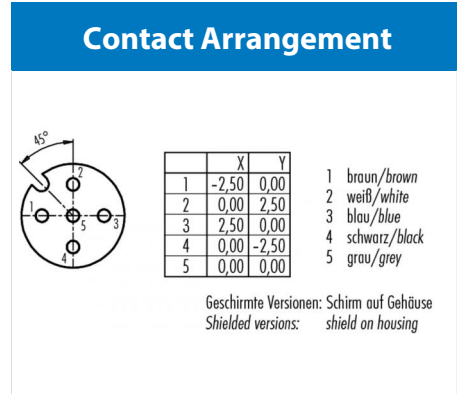 Contact Arrangement
45°
2
1
3
5
4
X Y
1 -2,50 0,00
2 0,00 2,50
3 2,50 0,00
4 0,00 -2,50
5 0,00 0,00
1 braun/brown
2 weiß/white
3 blau/blue
4 schwarz/black
5 grau/grey
Geschirmte Versionen: Schirm auf Gehäuse
Shielded versions: shield on housing